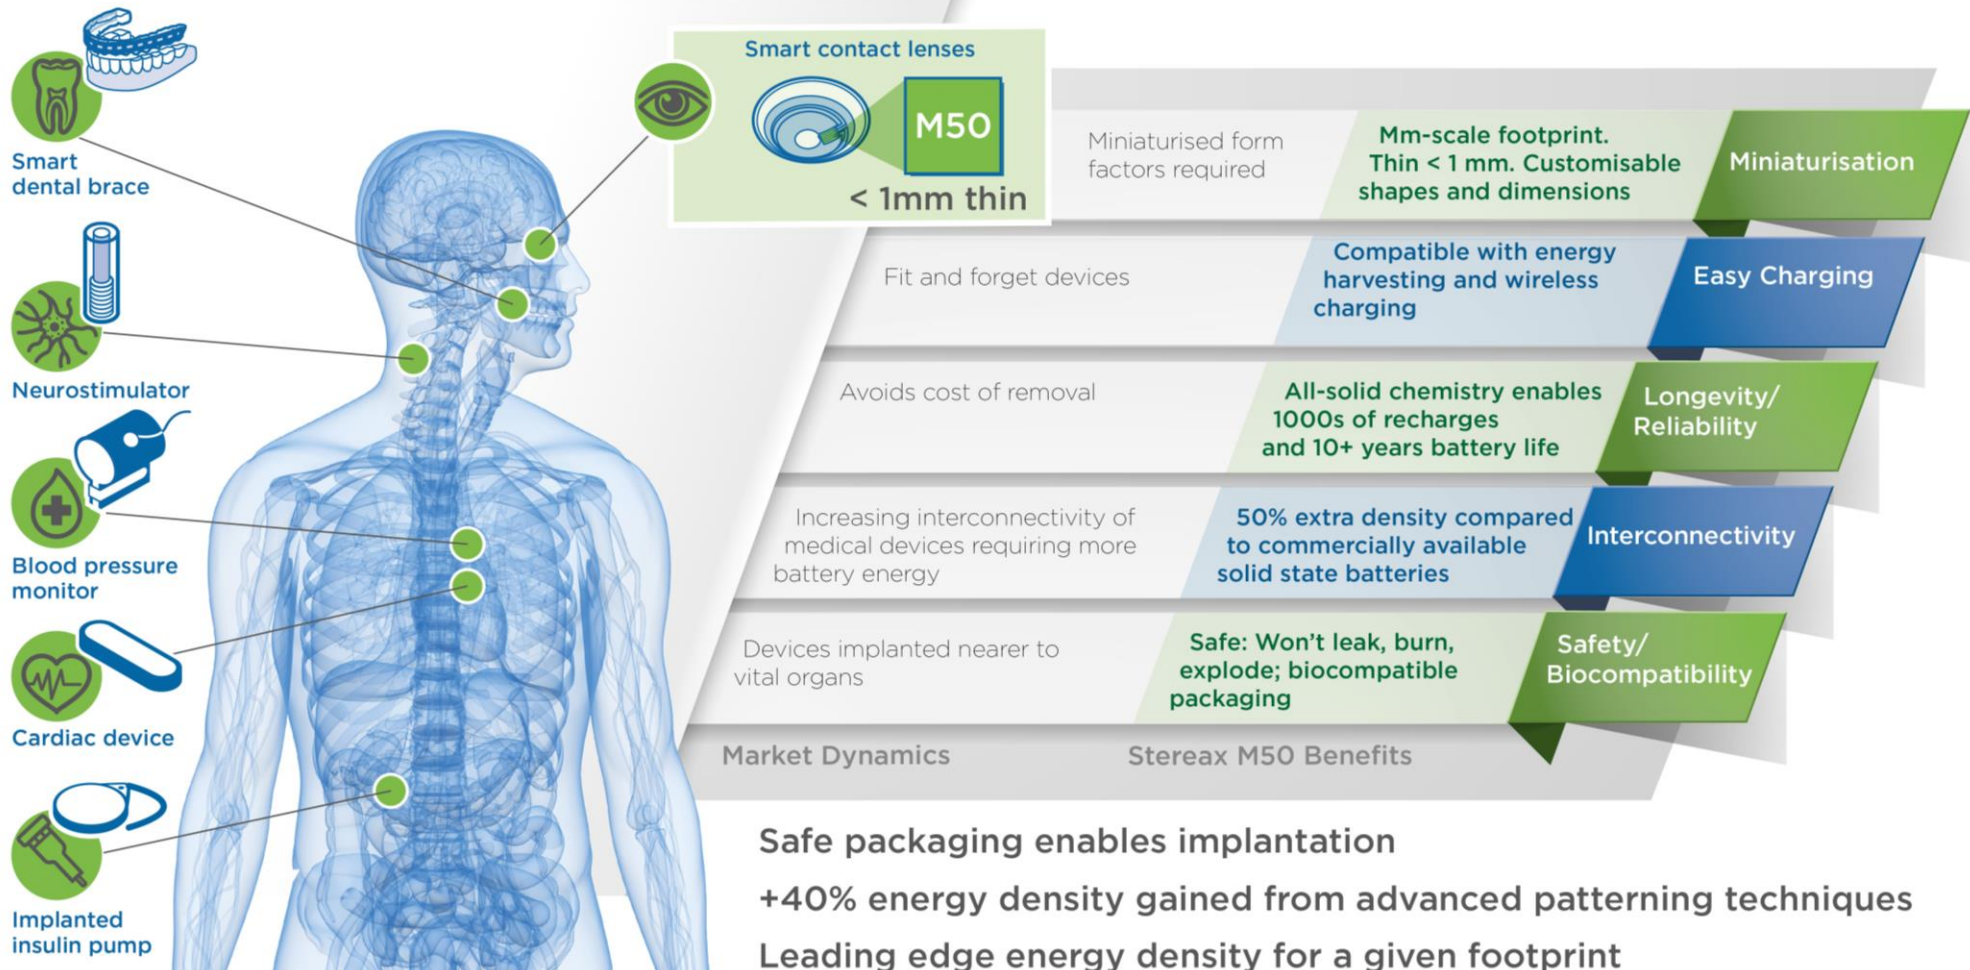 Smart
dental brace
Neurostimulator
Blood pressure
monitor
Cardiac device
Implanted
insulin pump
Smart contact lenses
M50
< 1mm thin
Miniaturised form
factors required
Mm-scale footprint.
Thin < 1 mm. Customisable
shapes and dimensions
Miniaturisation
Fit and forget devices
Compatible with energy
harvesting and wireless
charging
Easy Charging
Avoids cost of removal
All-solid chemistry enables
1000s of recharges
and 10+ years battery life
Longevity/
Reliability
Increasing interconnectivity of
medical devices requiring more
battery energy
50% extra density compared
to commercially available
solid state batteries
Interconnectivity
Devices implanted nearer to
vital organs
Safe: Won’t leak, burn,
explode; biocompatible
packaging
Safety/
Biocompatibility
Market Dynamics
Stereax M50 Benefits
Safe packaging enables implantation
+40% energy density gained from advanced patterning techniques
Leading edge energy density for a given footprint